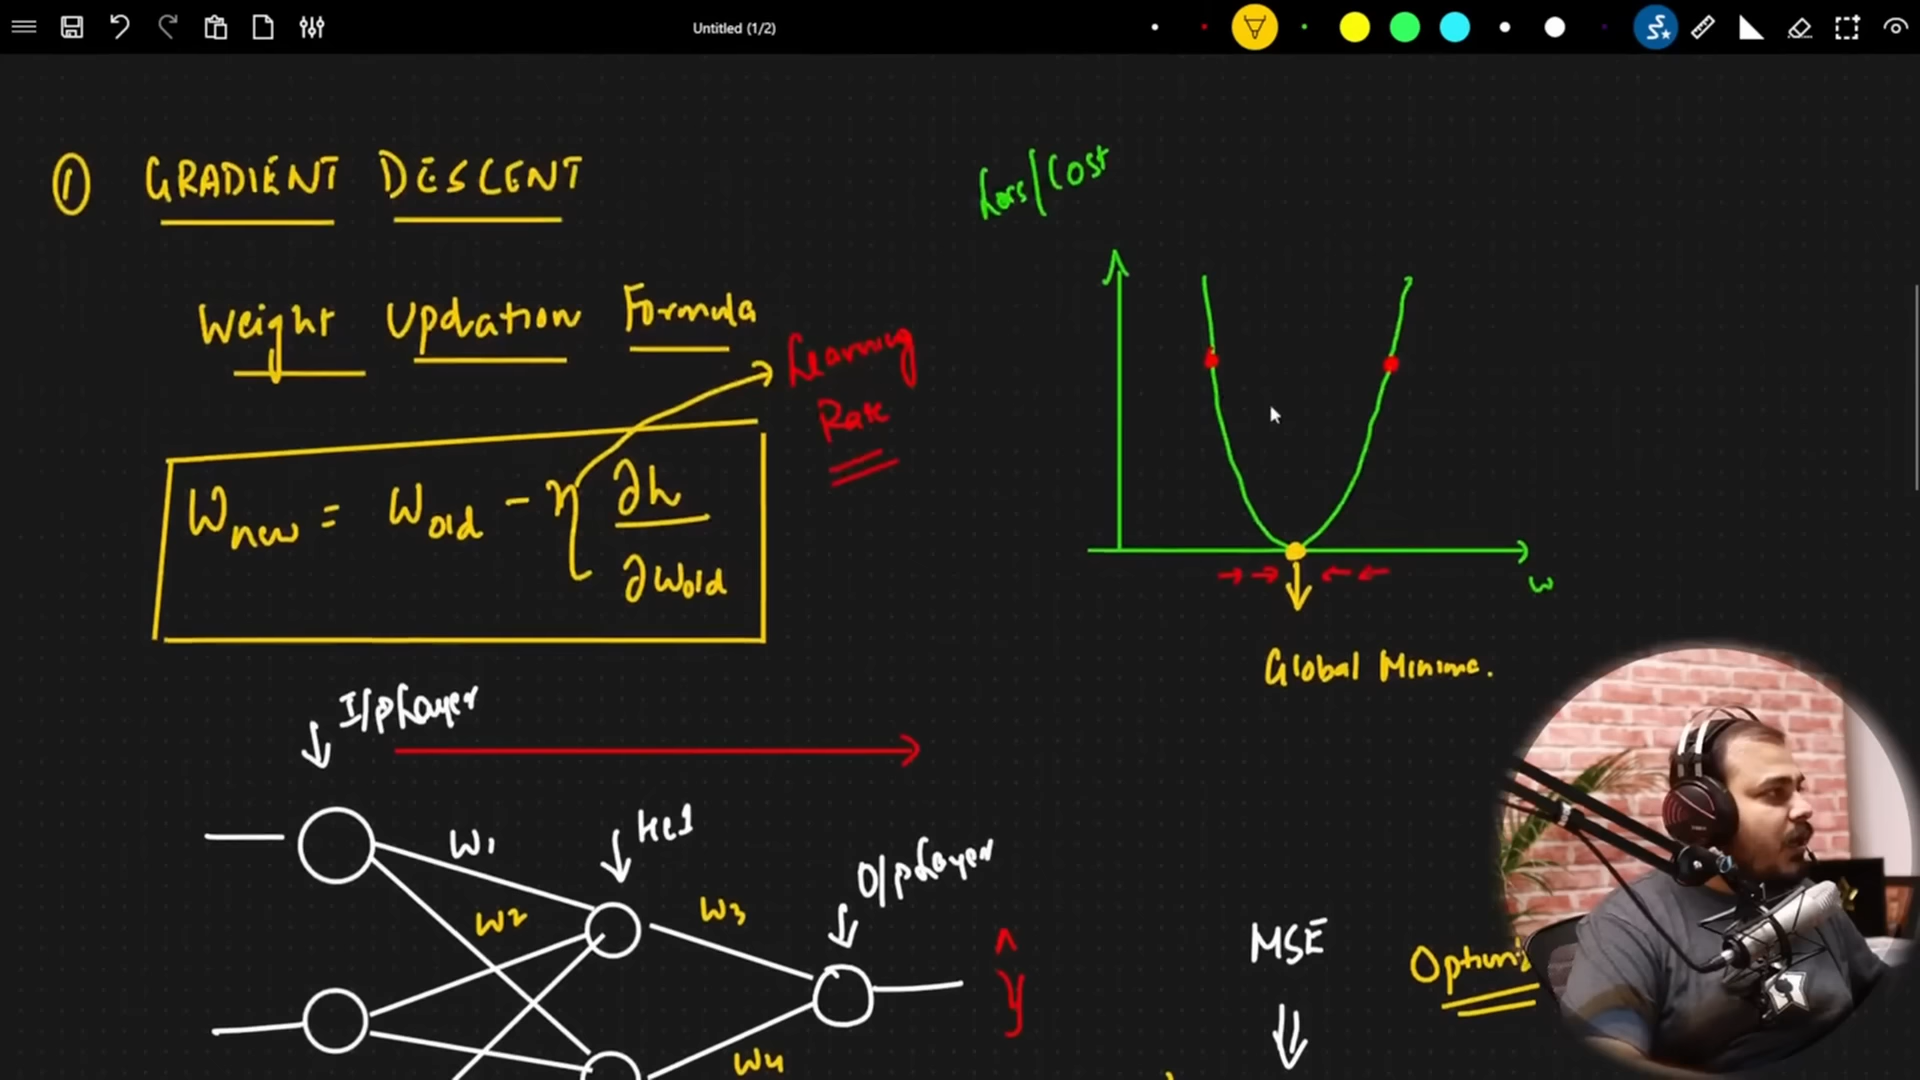 Untitled (1/2)
① GRADIENT DESCENT
Loss/Cost
Weight Updation Formula
Learning
Rate
Wnew = Wold - η ∂L
∂Wold
w
Global Minima.
I/p Layer
W1
HL1
W2
W3
O/p Layer
ŷ
W4
MSE